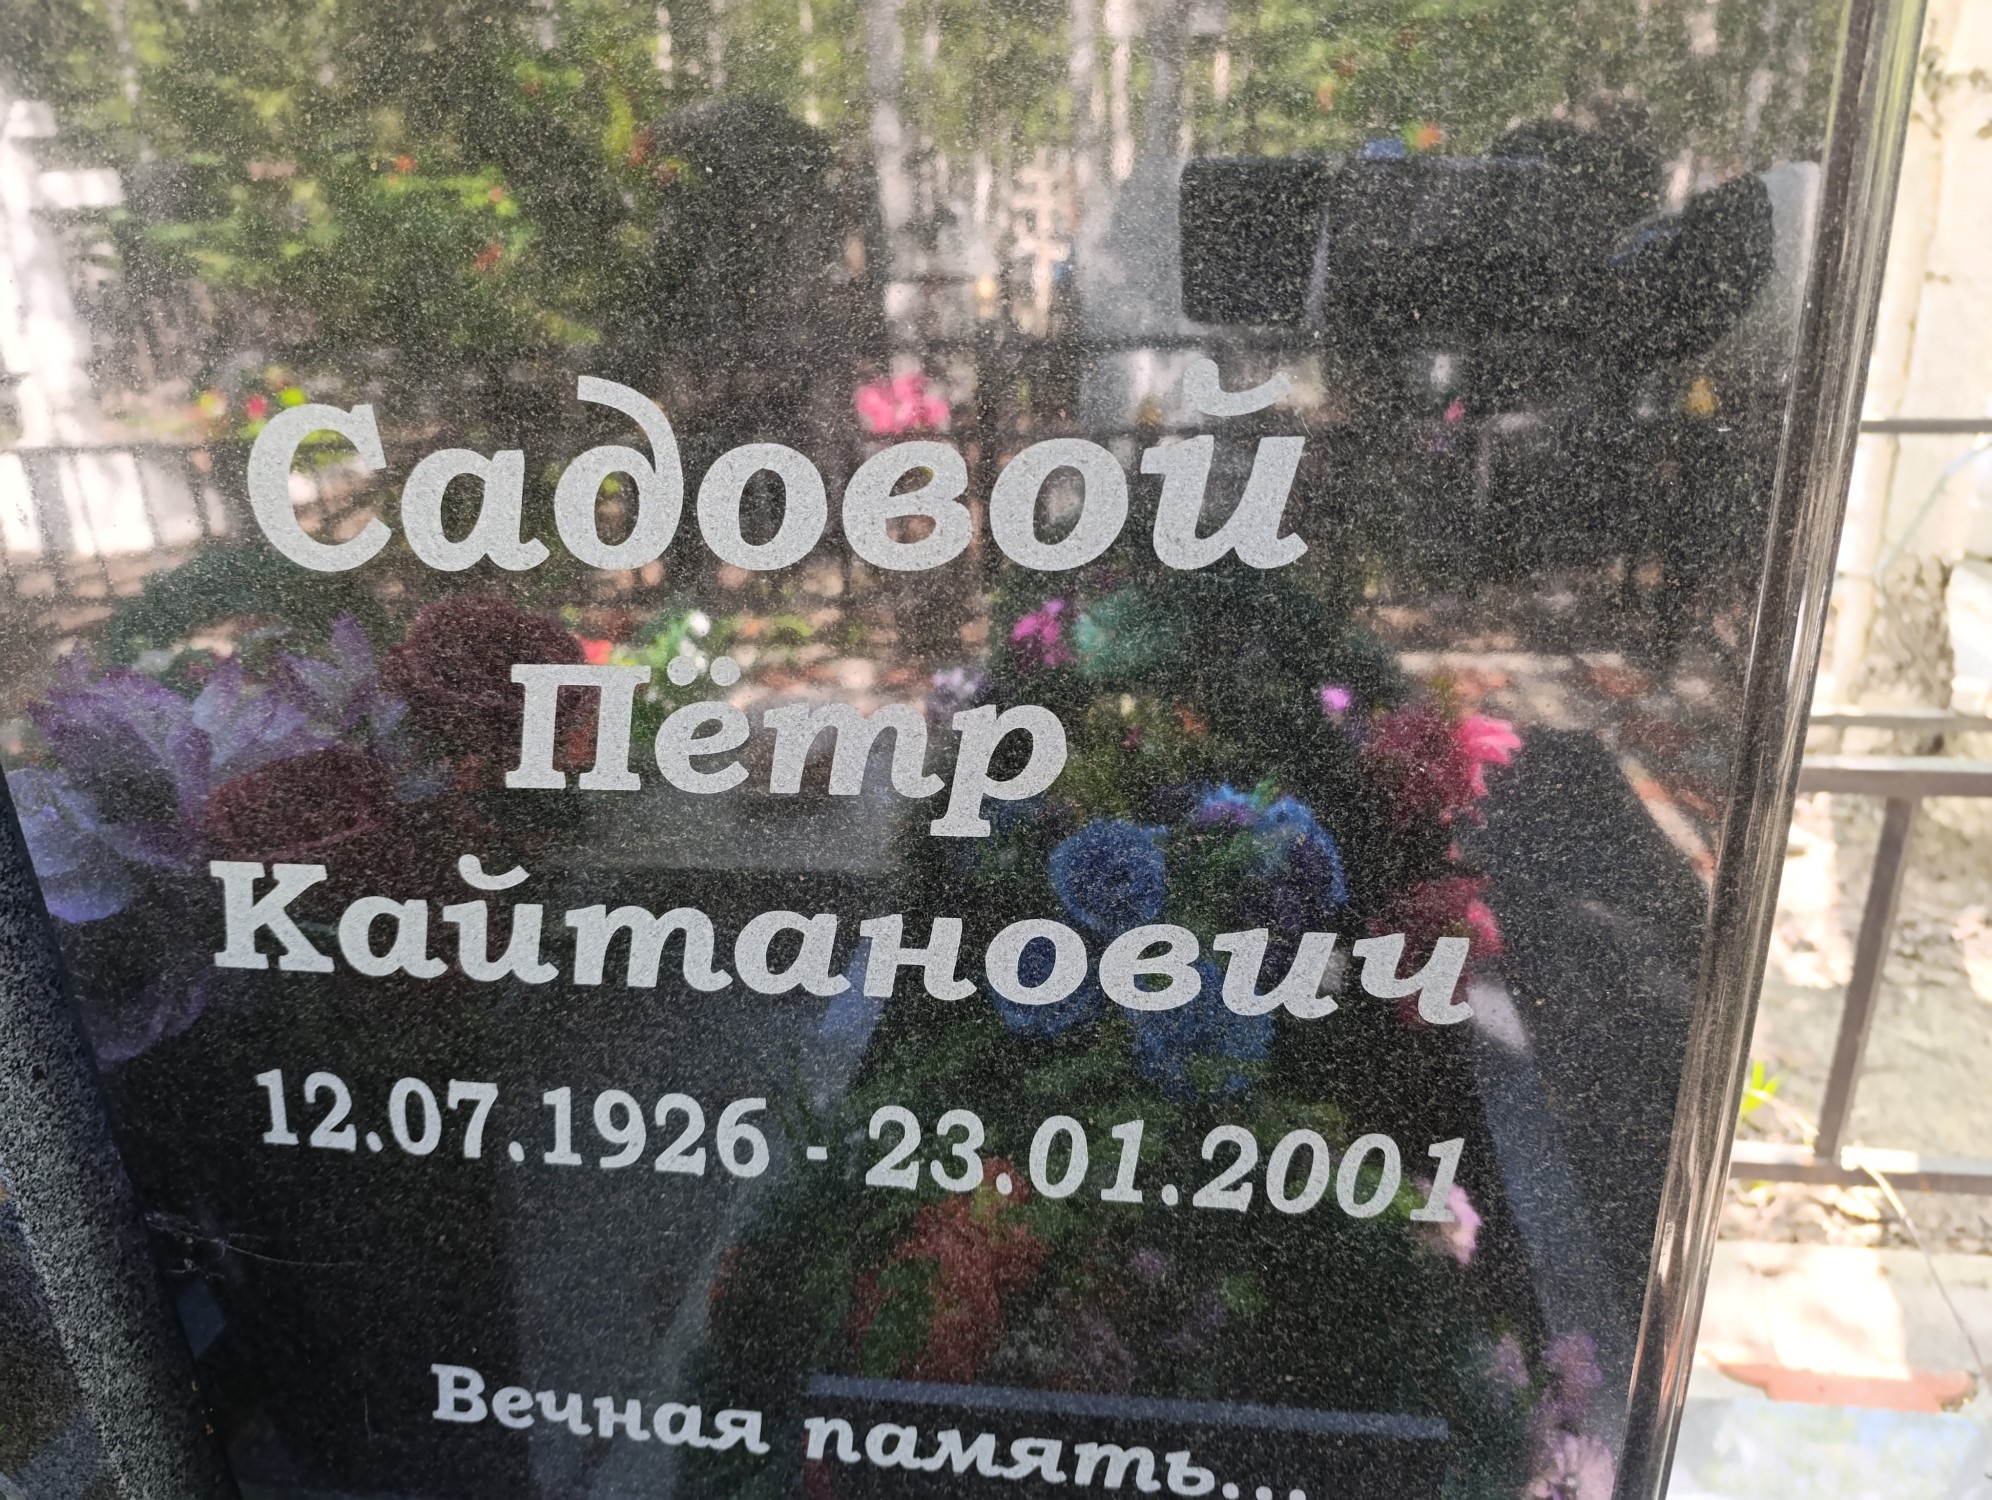 Садовой
Пётр
Кайтанович
12.07.1926 - 23.01.2001
Вечная память...